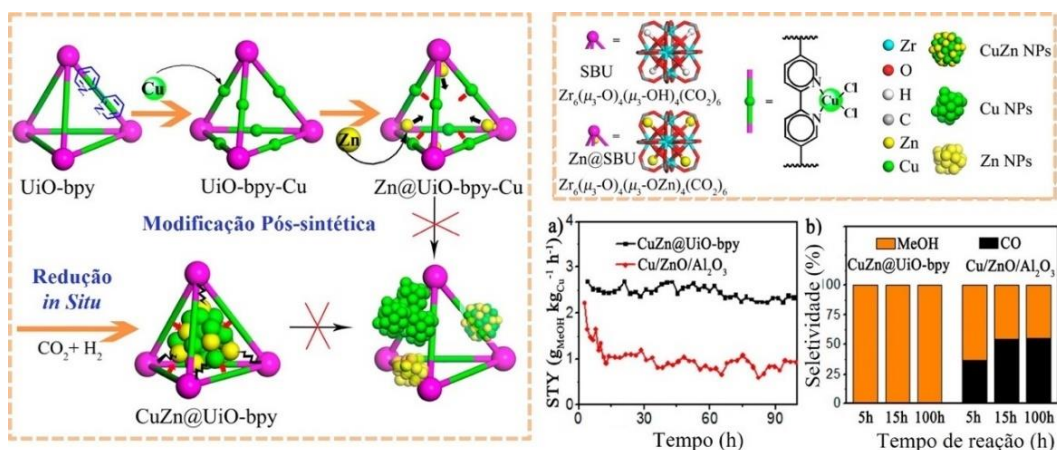 Cu
UiO-bpy
UiO-bpy-Cu
Zn
Zn@UiO-bpy-Cu
Modificação Pós-sintética
Redução
in Situ
CO₂+ H₂
CuZn@UiO-bpy
SBU
Zr₆(μ₃-O)₄(μ₃-OH)₄(CO₂)₆
Zn@SBU
Zr₆(μ₃-O)₄(μ₃-OZn)₄(CO₂)₆
=
=
=
N
N
Cu
Cl
Cl
Zr
O
H
C
Zn
Cu
CuZn NPs
Cu NPs
Zn NPs
a)
STY (g_MeOH kg_Cu⁻¹ h⁻¹)
4
3
2
1
0
CuZn@UiO-bpy
Cu/ZnO/Al₂O₃
0 30 60 90
Tempo (h)
b)
Seletividade (%)
MeOH CO
CuZn@UiO-bpy Cu/ZnO/Al₂O₃
75
50
25
0
5h 15h 100h 5h 15h 100h
Tempo de reação (h)